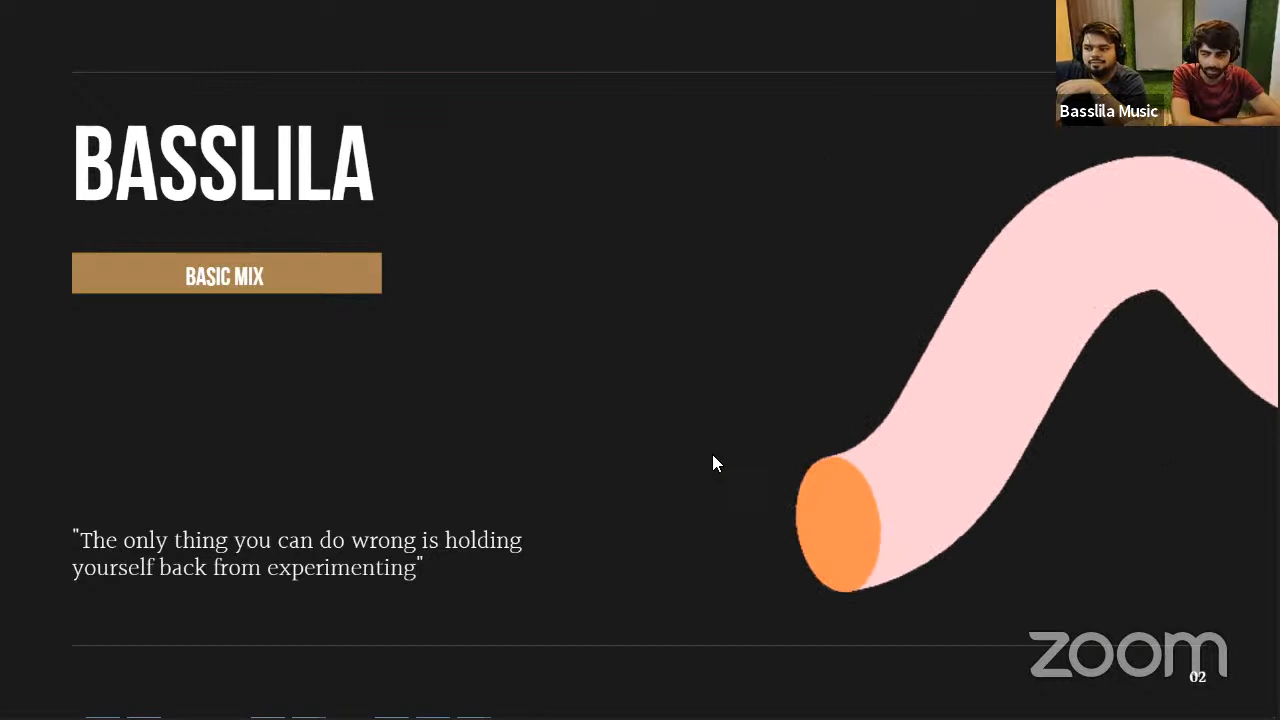 Basslila Music
BASSLILA
BASIC MIX
"The only thing you can do wrong is holding
yourself back from experimenting"
zoom
02